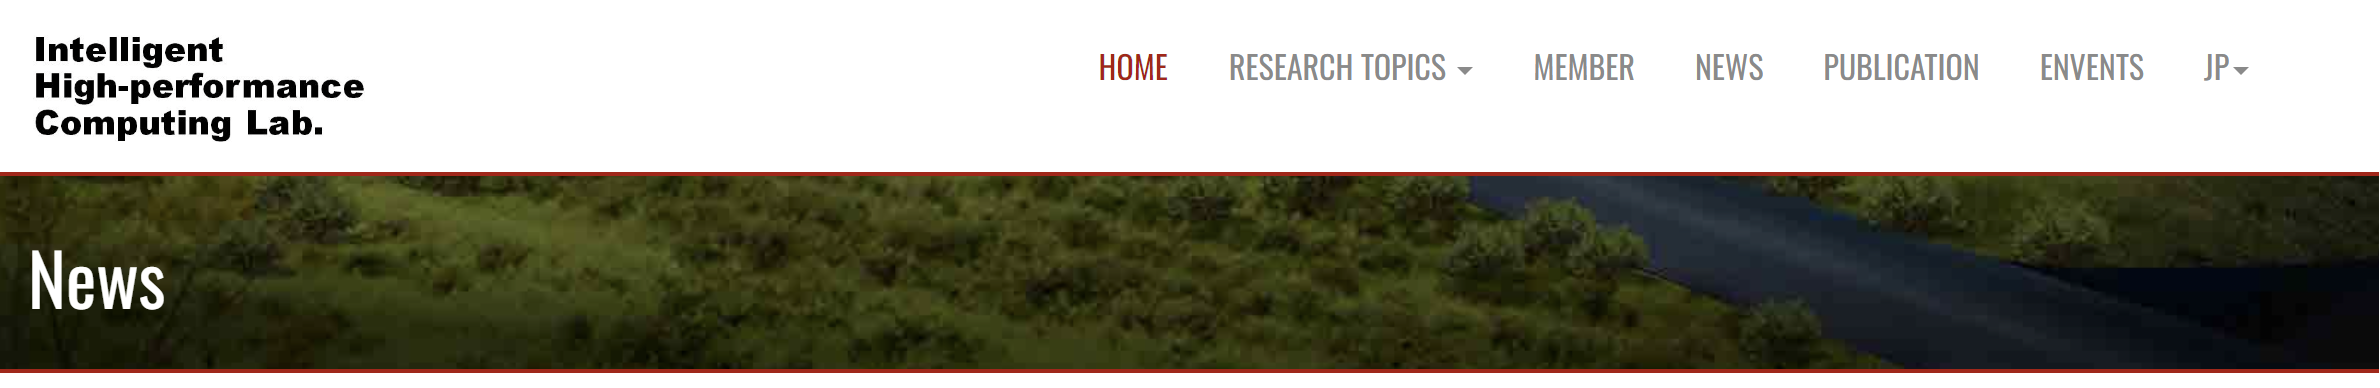 Intelligent
High-performance
Computing Lab.
HOME RESEARCH TOPICS MEMBER NEWS PUBLICATION ENVENTS JP
News